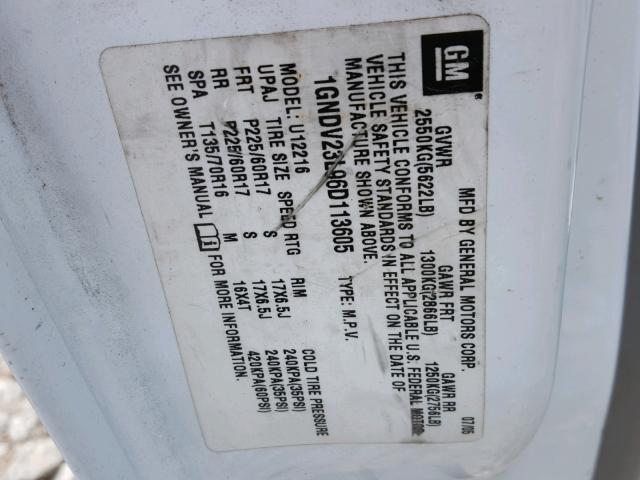 GM
MFD BY GENERAL MOTORS CORP. 07/05
GVWR GAWR FRT GAWR RR
2550KG(5622LB) 1300KG(2866LB) 1250KG(2756LB)
THIS VEHICLE CONFORMS TO ALL APPLICABLE U.S. FEDERAL MOTOR
VEHICLE SAFETY STANDARDS IN EFFECT ON THE DATE OF
MANUFACTURE SHOWN ABOVE.
1GNDV23L96D113605 TYPE: M.P.V.
MODEL: U12216
UPAJ TIRE SIZE SPEED RTG RIM COLD TIRE PRESSURE
FRT P225/60R17 S 17X6.5J 240KPA(35PSI)
RR P225/60R17 S 17X6.5J 240KPA(35PSI)
SPA T135/70R16 M 16X4T 420KPA(60PSI)
SEE OWNER'S MANUAL FOR MORE INFORMATION.